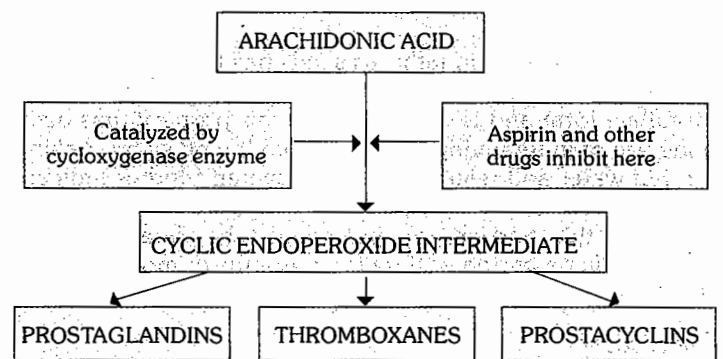 ARACHIDONIC ACID
Catalyzed by
cycloxygenase enzyme
Aspirin and other
drugs inhibit here
CYCLIC ENDOPEROXIDE INTERMEDIATE
PROSTAGLANDINS
THROMBOXANES
PROSTACYCLINS